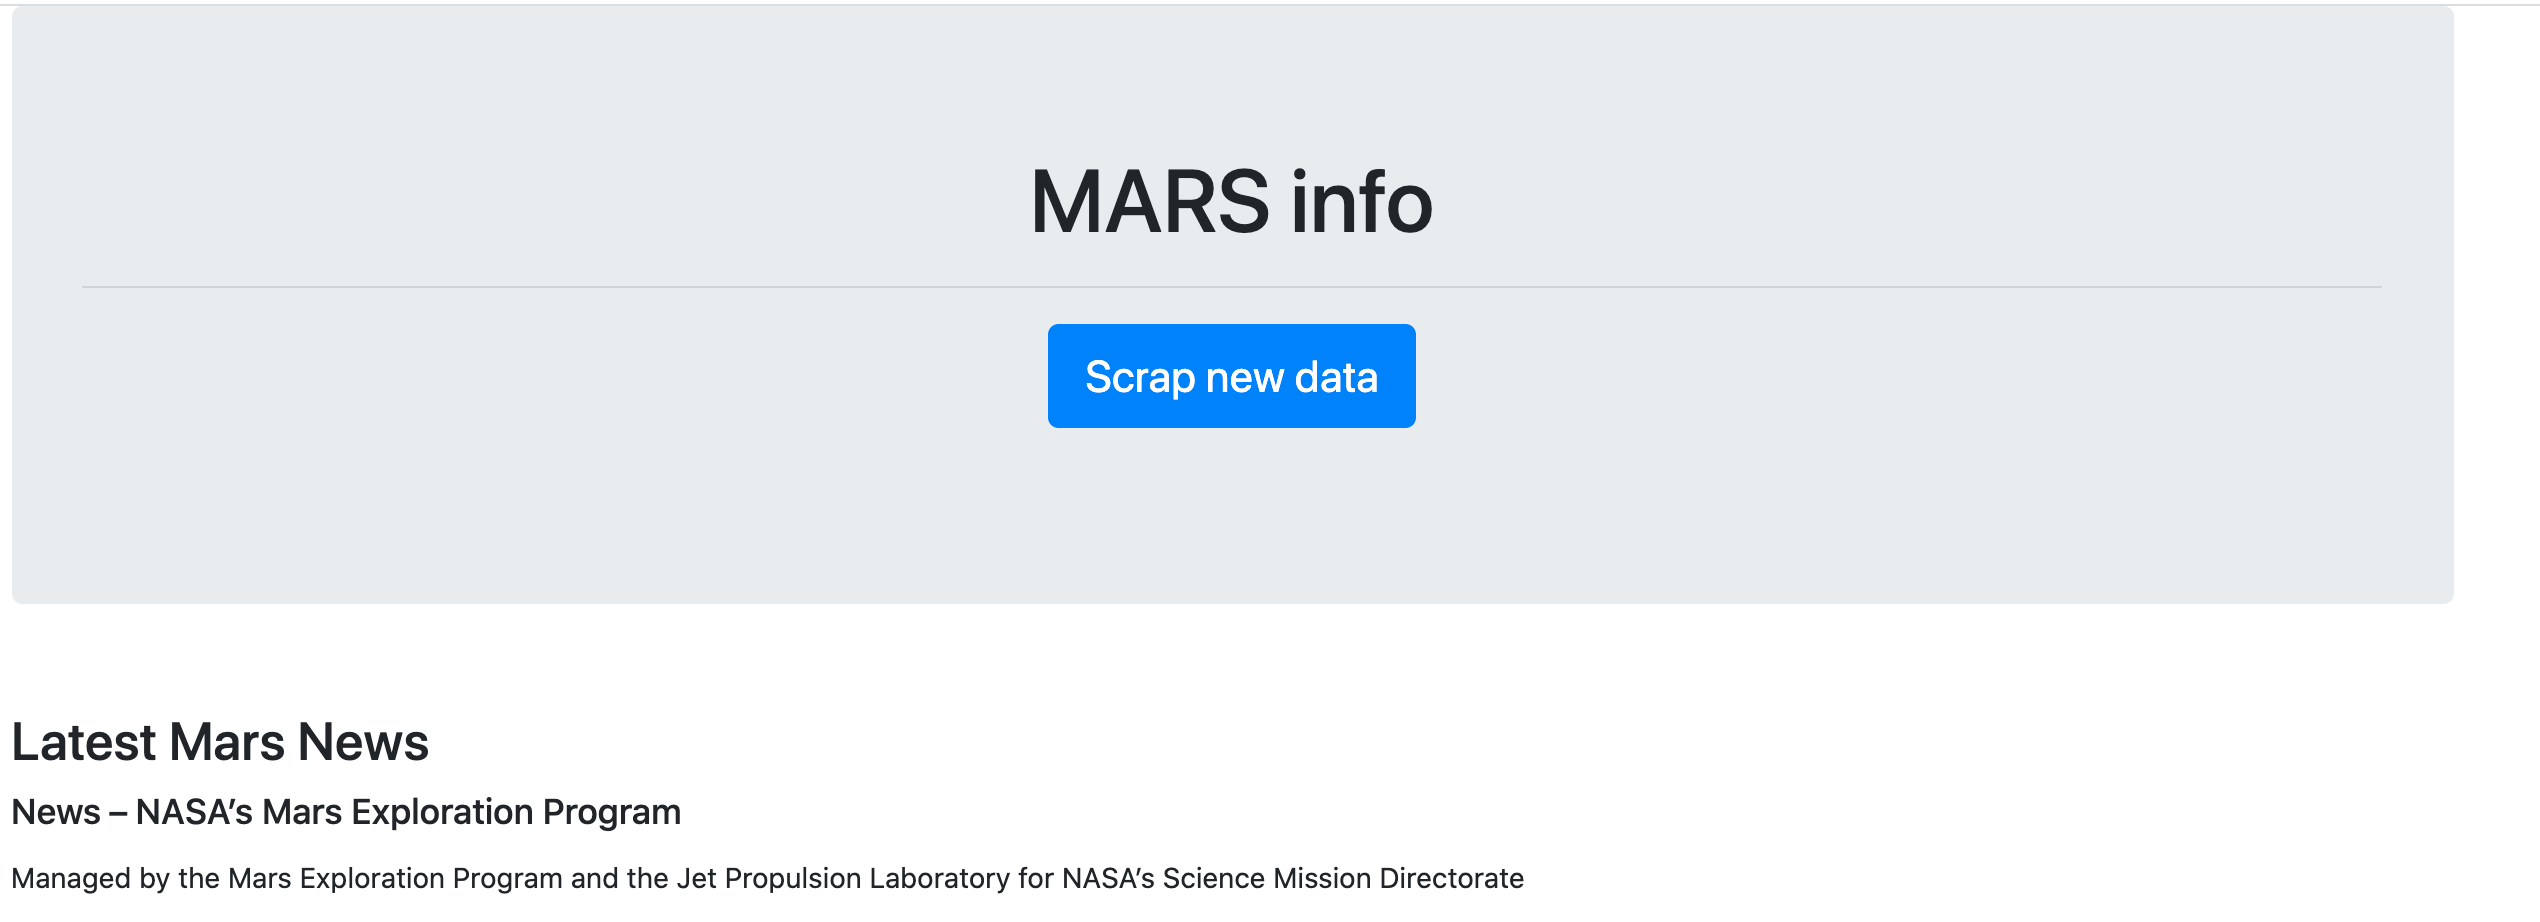 MARS info
Scrap new data
Latest Mars News
News – NASA’s Mars Exploration Program
Managed by the Mars Exploration Program and the Jet Propulsion Laboratory for NASA’s Science Mission Directorate